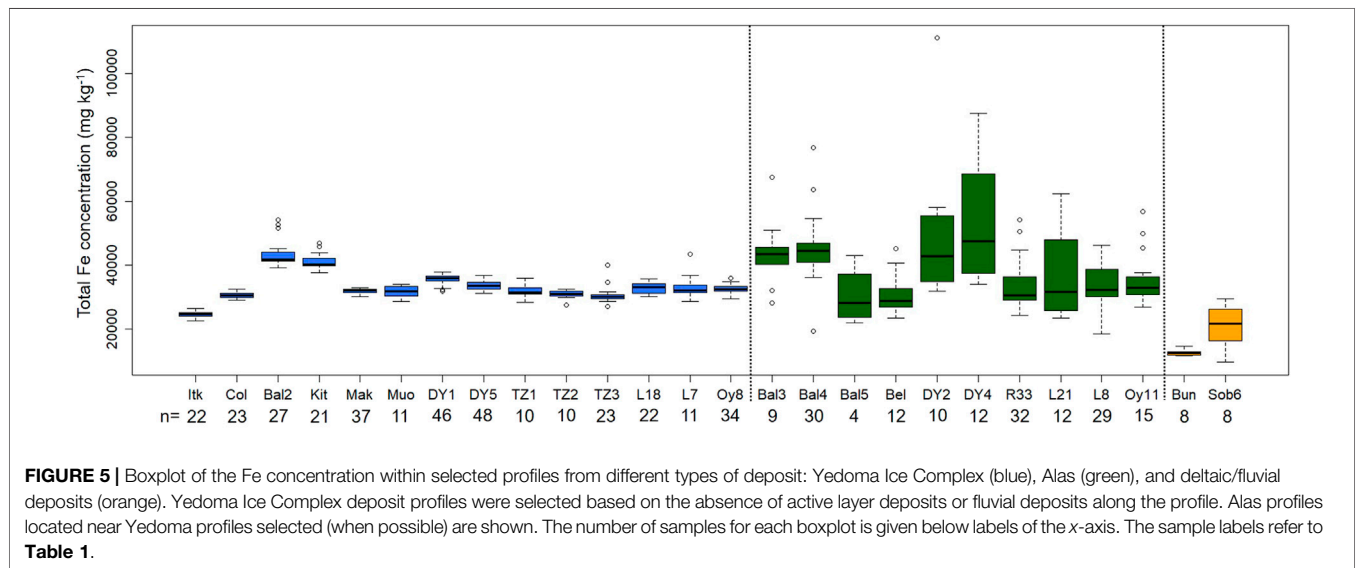 Total Fe concentration (mg kg⁻¹)
100000
80000
60000
40000
20000
Itk Col Bal2 Kit Mak Muo DY1 DY5 TZ1 TZ2 TZ3 L18 L7 Oy8 Bal3 Bal4 Bal5 Bel DY2 DY4 R33 L21 L8 Oy11 Bun Sob6
n= 22 23 27 21 37 11 46 48 10 10 23 22 11 34 9 30 4 12 10 12 32 12 29 15 8 8
FIGURE 5 | Boxplot of the Fe concentration within selected profiles from different types of deposit: Yedoma Ice Complex (blue), Alas (green), and deltaic/fluvial
deposits (orange). Yedoma Ice Complex deposit profiles were selected based on the absence of active layer deposits or fluvial deposits along the profile. Alas profiles
located near Yedoma profiles selected (when possible) are shown. The number of samples for each boxplot is given below labels of the x-axis. The sample labels refer to
Table 1.